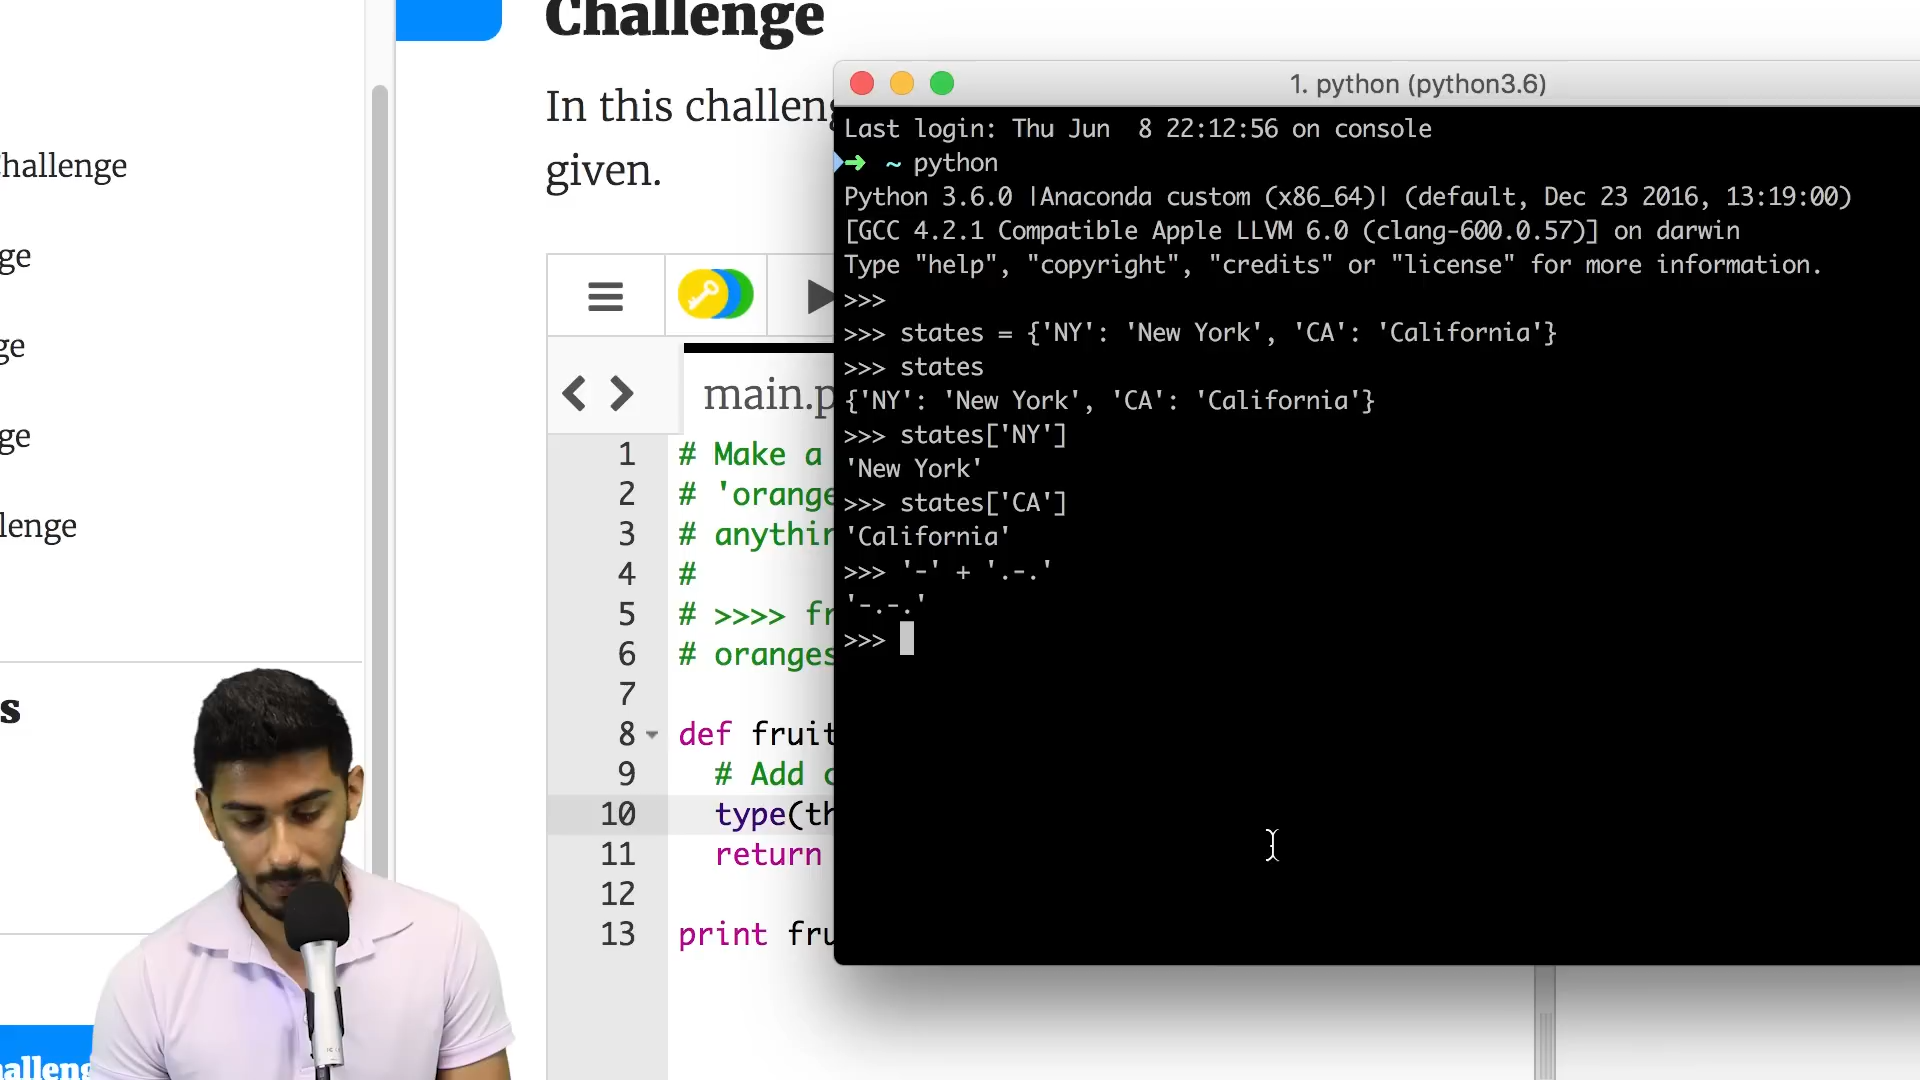 Challenge
In this challeng
given.
Challenge
ge
ge
ge
lenge
s
alleng
main.p
1 # Make a
2 # 'orange
3 # anythin
4 #
5 # >>>> fr
6 # oranges
7
8 def fruit
9 # Add c
10 type(th
11 return
12
13 print fru
1. python (python3.6)
Last login: Thu Jun  8 22:12:56 on console
➜ ~ python
Python 3.6.0 |Anaconda custom (x86_64)| (default, Dec 23 2016, 13:19:00)
[GCC 4.2.1 Compatible Apple LLVM 6.0 (clang-600.0.57)] on darwin
Type "help", "copyright", "credits" or "license" for more information.
>>>
>>> states = {'NY': 'New York', 'CA': 'California'}
>>> states
{'NY': 'New York', 'CA': 'California'}
>>> states['NY']
'New York'
>>> states['CA']
'California'
>>> '-' + '.-.'
'-.-.'
>>>